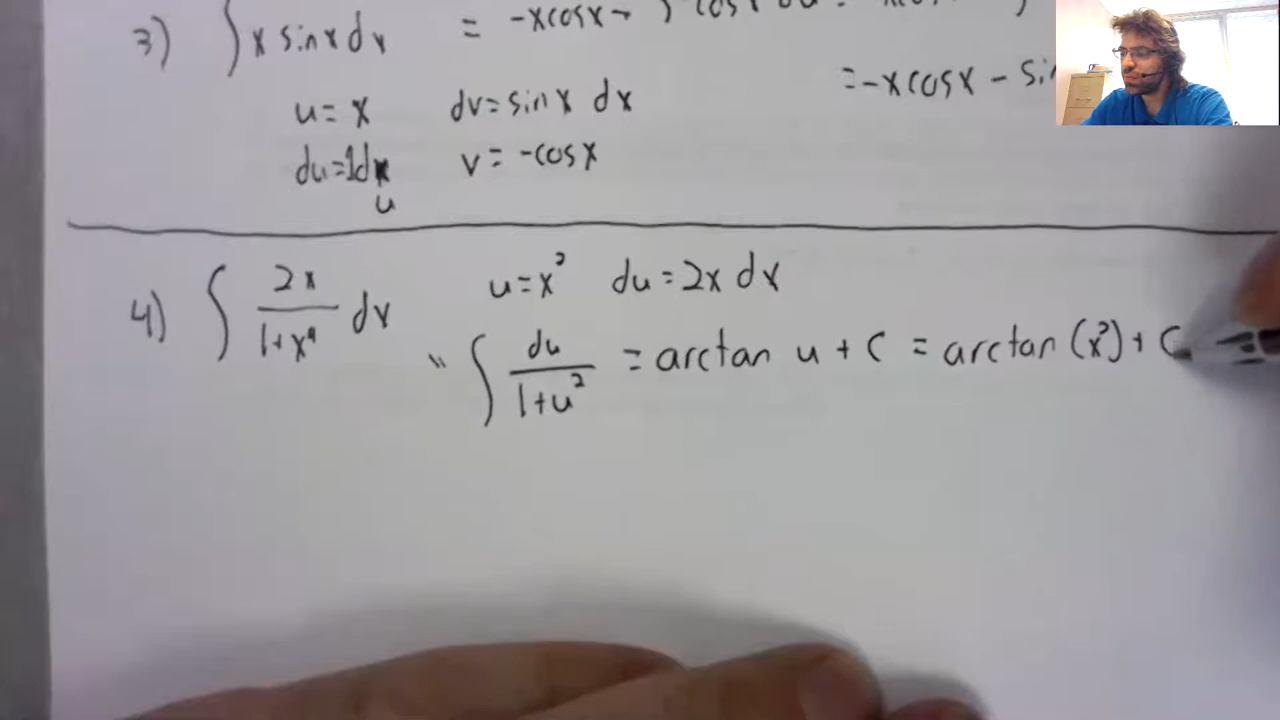 3) ∫ x sin x dx = -x cos x -
= -x cos x - sin
u = x dv = sin x dx
du = 1dx v = -cos x
u
4) ∫ 2x/(1+x⁴) dx u = x² du = 2x dx
" ∫ du/(1+u²) = arctan u + C = arctan (x²) + C